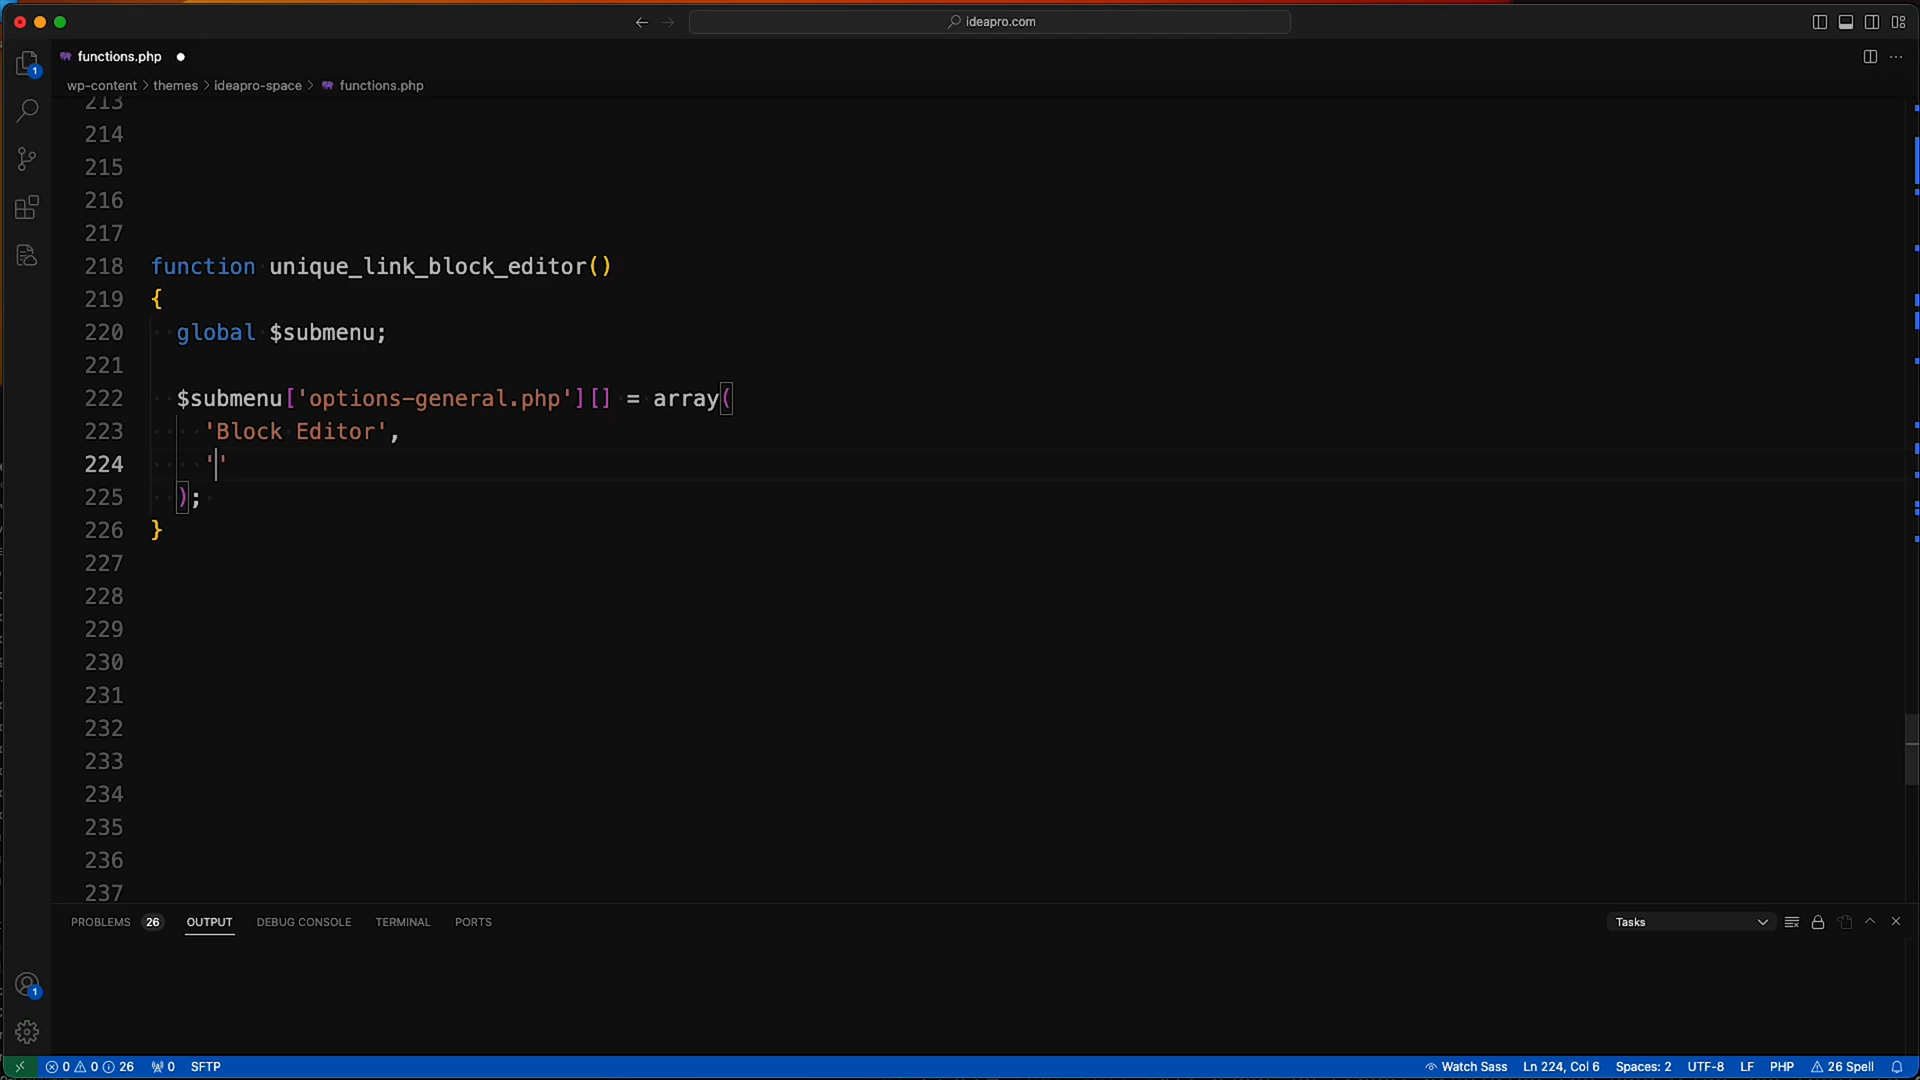 ideapro.com
functions.php
wp-content > themes > ideapro-space > functions.php
213
214
215
216
217
218 function unique_link_block_editor()
219 {
220 global $submenu;
221
222 $submenu['options-general.php'][] = array(
223 'Block Editor',
224 ''
225 );
226 }
227
228
229
230
231
232
233
234
235
236
237
PROBLEMS 26 OUTPUT DEBUG CONSOLE TERMINAL PORTS Tasks
1
1
0 0 26 0 SFTP Watch Sass Ln 224, Col 6 Spaces: 2 UTF-8 LF PHP 26 Spell